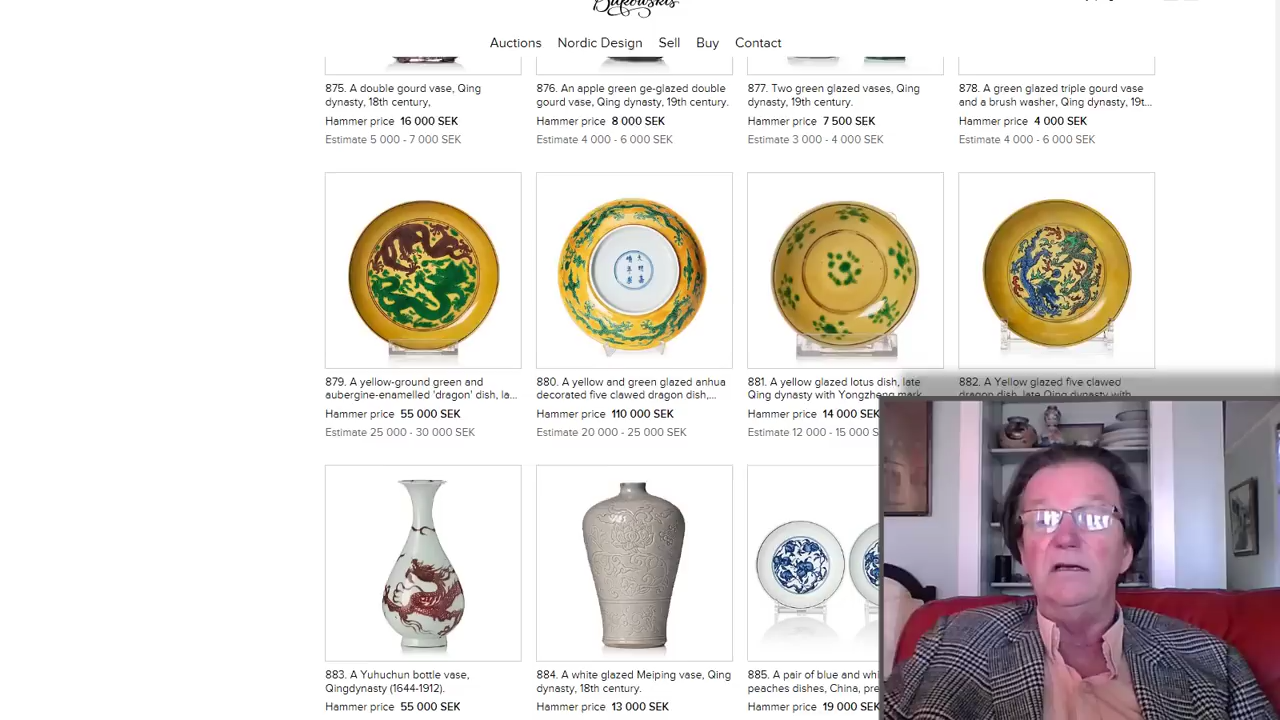 Bukowskis
Auctions Nordic Design Sell Buy Contact
875. A double gourd vase, Qing
dynasty, 18th century,
Hammer price 16 000 SEK
Estimate 5 000 - 7 000 SEK
876. An apple green ge-glazed double
gourd vase, Qing dynasty, 19th century.
Hammer price 8 000 SEK
Estimate 4 000 - 6 000 SEK
877. Two green glazed vases, Qing
dynasty, 19th century.
Hammer price 7 500 SEK
Estimate 3 000 - 4 000 SEK
878. A green glazed triple gourd vase
and a brush washer, Qing dynasty, 19t...
Hammer price 4 000 SEK
Estimate 4 000 - 6 000 SEK
879. A yellow-ground green and
aubergine-enamelled 'dragon' dish, la...
Hammer price 55 000 SEK
Estimate 25 000 - 30 000 SEK
880. A yellow and green glazed anhua
decorated five clawed dragon dish,...
Hammer price 110 000 SEK
Estimate 20 000 - 25 000 SEK
881. A yellow glazed lotus dish, late
Qing dynasty with Yongzheng mark
Hammer price 14 000 SEK
Estimate 12 000 - 15 000
882. A Yellow glazed five clawed
dragon dish, late Qing dynasty with
883. A Yuhuchun bottle vase,
Qingdynasty (1644-1912).
Hammer price 55 000 SEK
884. A white glazed Meiping vase, Qing
dynasty, 18th century.
Hammer price 13 000 SEK
885. A pair of blue and
peaches dishes, China,
Hammer price 19 000 SEK